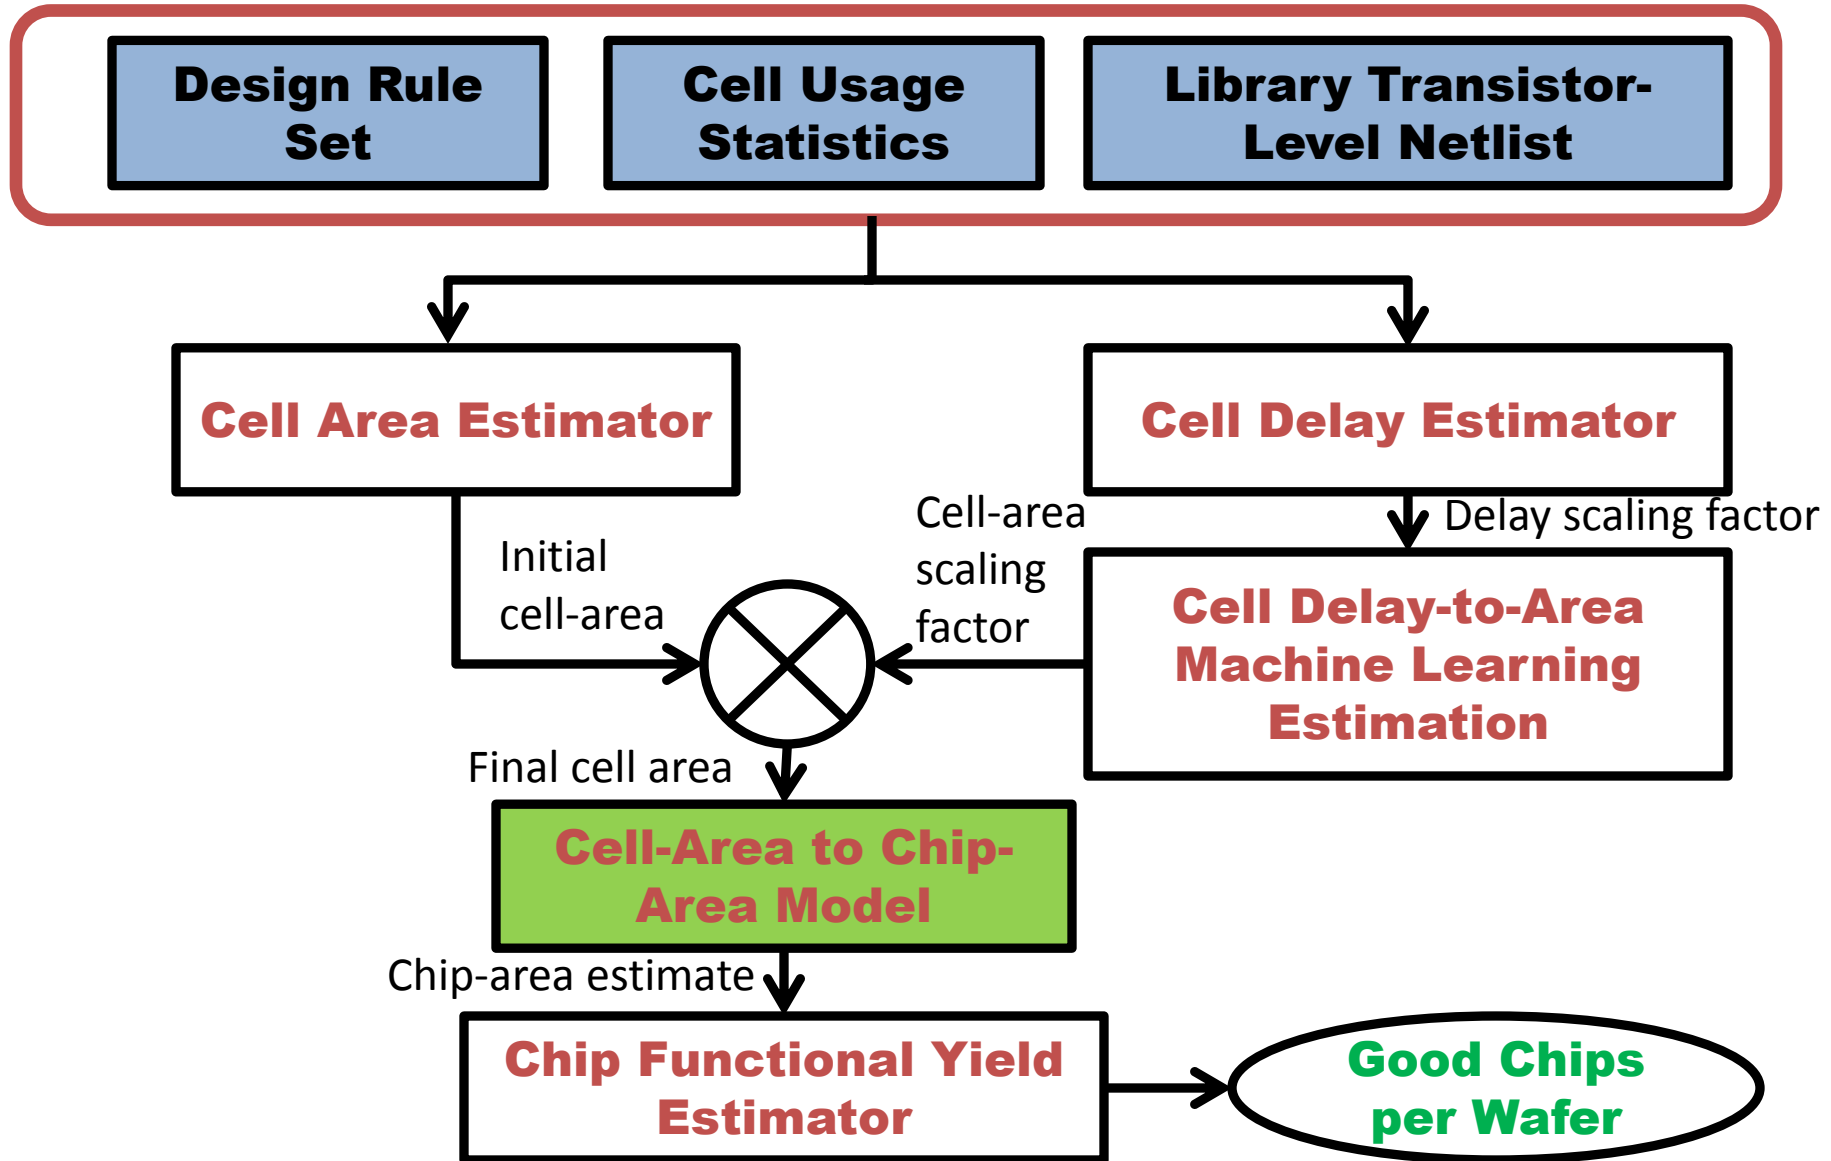 Design Rule
Set
Cell Usage
Statistics
Library Transistor-
Level Netlist
Cell Area Estimator
Cell Delay Estimator
Initial
cell-area
Cell-area
scaling
factor
Delay scaling factor
Cell Delay-to-Area
Machine Learning
Estimation
Final cell area
Cell-Area to Chip-
Area Model
Chip-area estimate
Chip Functional Yield
Estimator
Good Chips
per Wafer